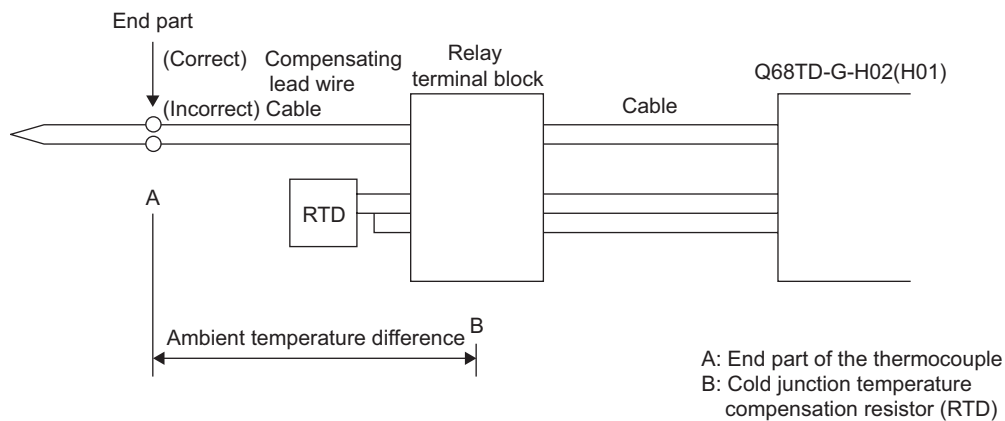 End part
(Correct) Compensating
lead wire
(Incorrect) Cable
Relay
terminal block
Cable
Q68TD-G-H02(H01)
A
RTD
Ambient temperature difference
B
A: End part of the thermocouple
B: Cold junction temperature
compensation resistor (RTD)